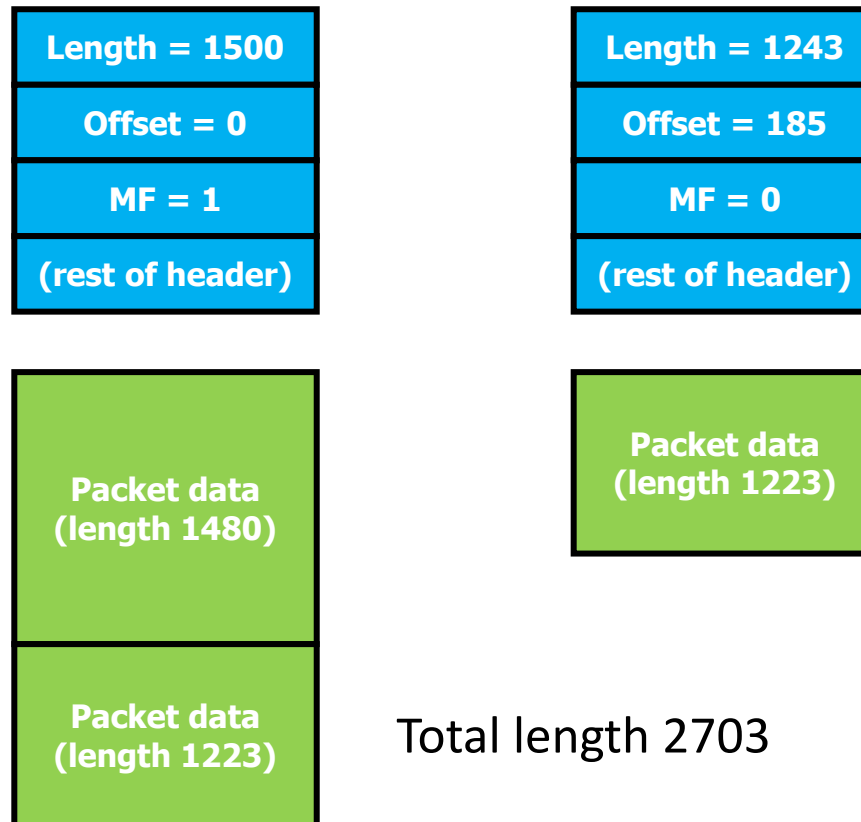 Length = 1500
Offset = 0
MF = 1
(rest of header)
Length = 1243
Offset = 185
MF = 0
(rest of header)
Packet data
(length 1480)
Packet data
(length 1223)
Packet data
(length 1223)
Total length 2703